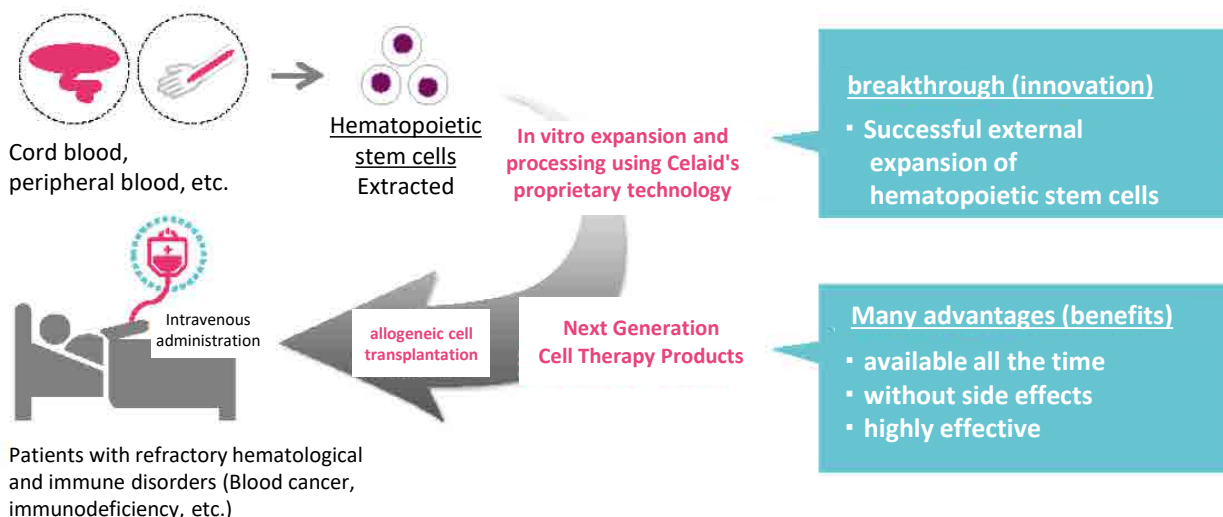 Cord blood,
peripheral blood, etc.
Hematopoietic
stem cells
Extracted
In vitro expansion and
processing using Celaid's
proprietary technology
breakthrough (innovation)
・Successful external
expansion of
hematopoietic stem cells
Intravenous
administration
allogeneic cell
transplantation
Next Generation
Cell Therapy Products
Many advantages (benefits)
・available all the time
・without side effects
・highly effective
Patients with refractory hematological
and immune disorders (Blood cancer,
immunodeficiency, etc.)